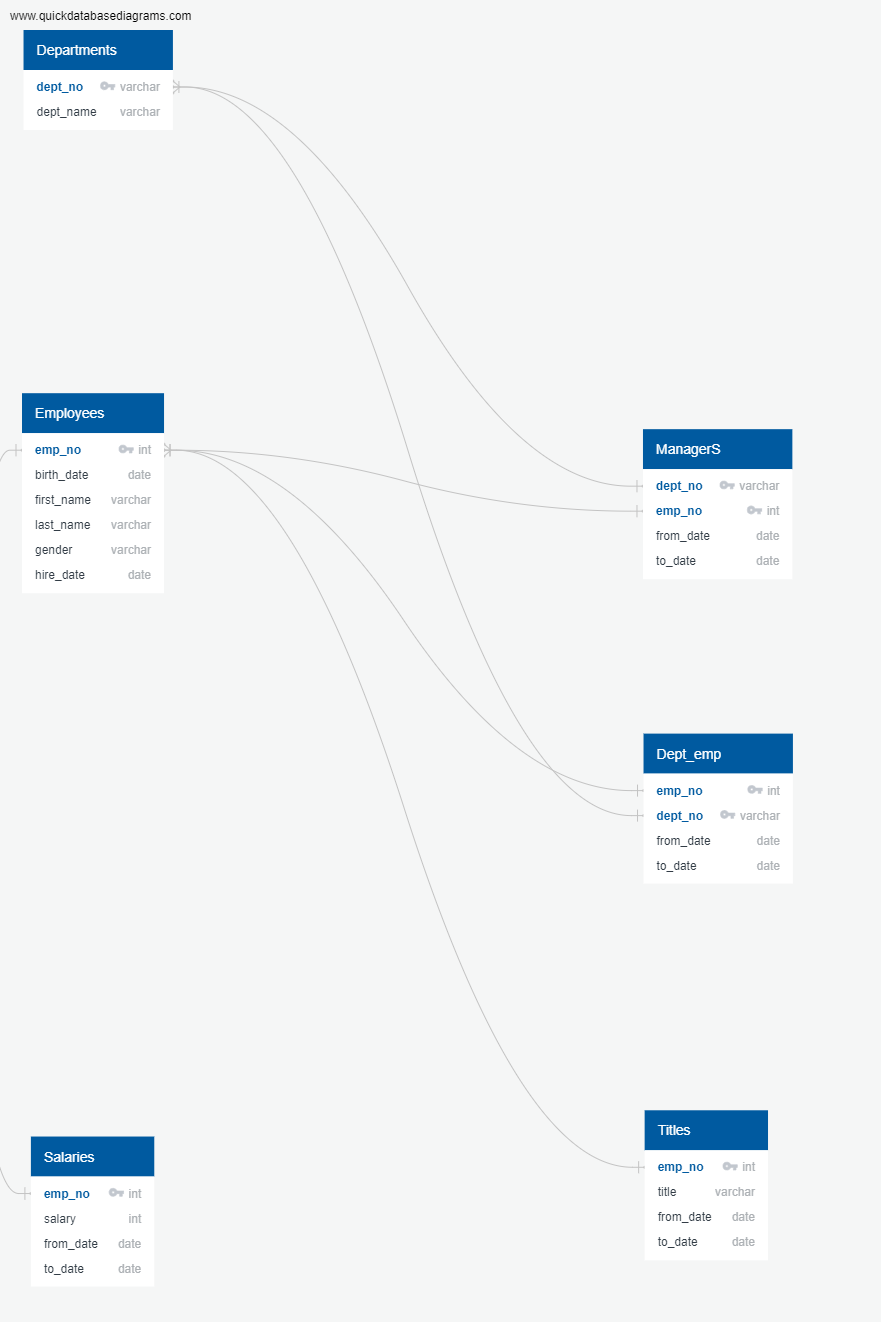 www.quickdatabasediagrams.com
Departments
dept_no varchar
dept_name varchar
Employees
emp_no int
birth_date date
first_name varchar
last_name varchar
gender varchar
hire_date date
ManagerS
dept_no varchar
emp_no int
from_date date
to_date date
Dept_emp
emp_no int
dept_no varchar
from_date date
to_date date
Titles
emp_no int
title varchar
from_date date
to_date date
Salaries
emp_no int
salary int
from_date date
to_date date